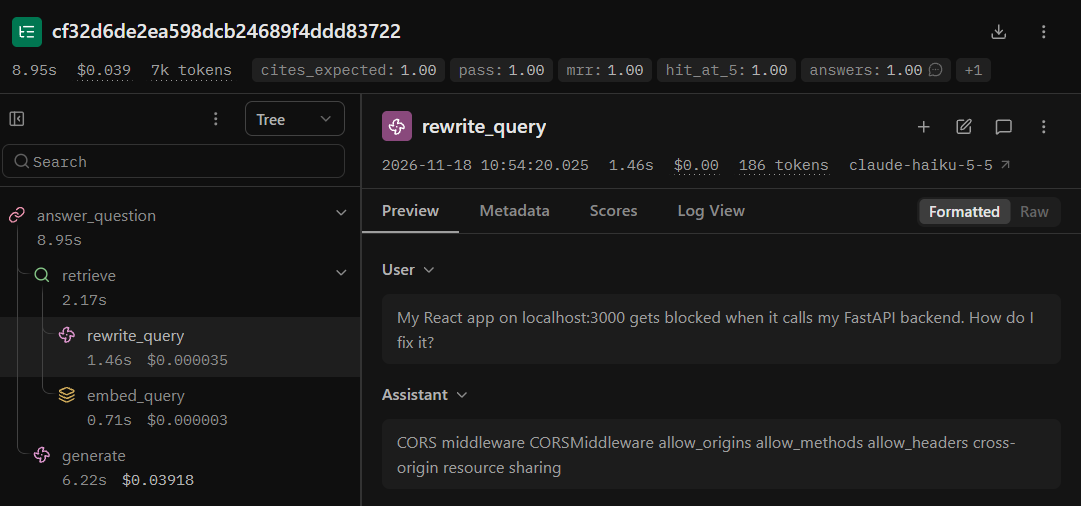 cf32d6de2ea598dcb24689f4ddd83722
8.95s $0.039 7k tokens cites_expected: 1.00 pass: 1.00 mrr: 1.00 hit_at_5: 1.00 answers: 1.00 +1
Tree
Search
answer_question
8.95s
retrieve
2.17s
rewrite_query
1.46s $0.000035
embed_query
0.71s $0.000003
generate
6.22s $0.03918
rewrite_query
2026-11-18 10:54:20.025 1.46s $0.00 186 tokens claude-haiku-5-5
Preview Metadata Scores Log View Formatted Raw
User
My React app on localhost:3000 gets blocked when it calls my FastAPI backend. How do I
fix it?
Assistant
CORS middleware CORSMiddleware allow_origins allow_methods allow_headers cross-
origin resource sharing